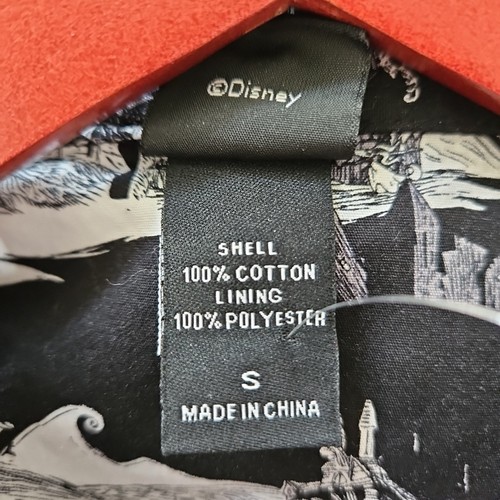 ©Disney
SHELL
100% COTTON
LINING
100% POLYESTER
S
MADE IN CHINA